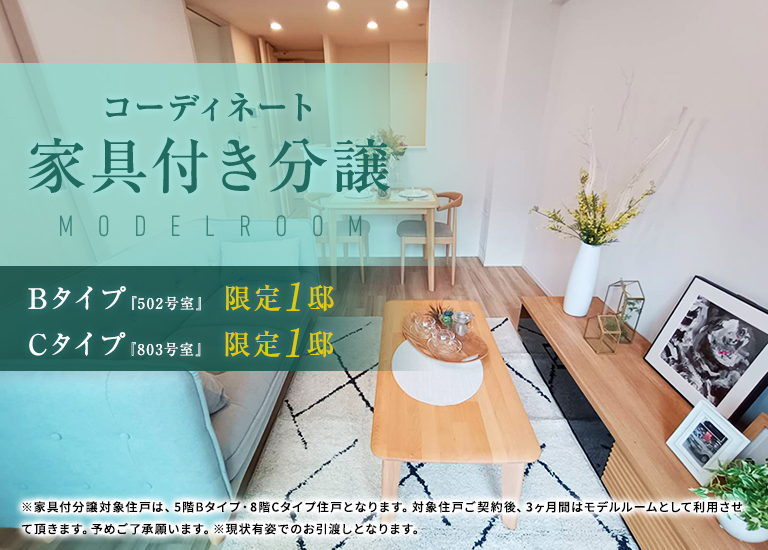 コーディネート
家具付き分譲
MODELROOM
Bタイプ『502号室』 限定1邸
Cタイプ『803号室』 限定1邸
※家具付分譲対象住戸は、5階Bタイプ・8階Cタイプ住戸となります。対象住戸ご契約後、3ヶ月間はモデルルームとして利用させ
て頂きます。予めご了承願います。※現状有姿でのお引渡しとなります。